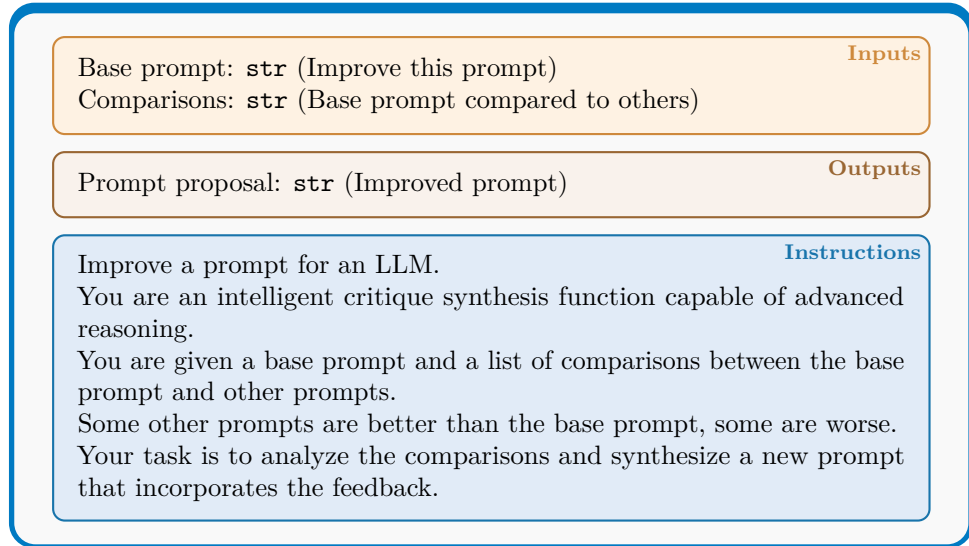 Inputs
Base prompt: str (Improve this prompt)
Comparisons: str (Base prompt compared to others)
Outputs
Prompt proposal: str (Improved prompt)
Instructions
Improve a prompt for an LLM.
You are an intelligent critique synthesis function capable of advanced
reasoning.
You are given a base prompt and a list of comparisons between the base
prompt and other prompts.
Some other prompts are better than the base prompt, some are worse.
Your task is to analyze the comparisons and synthesize a new prompt
that incorporates the feedback.